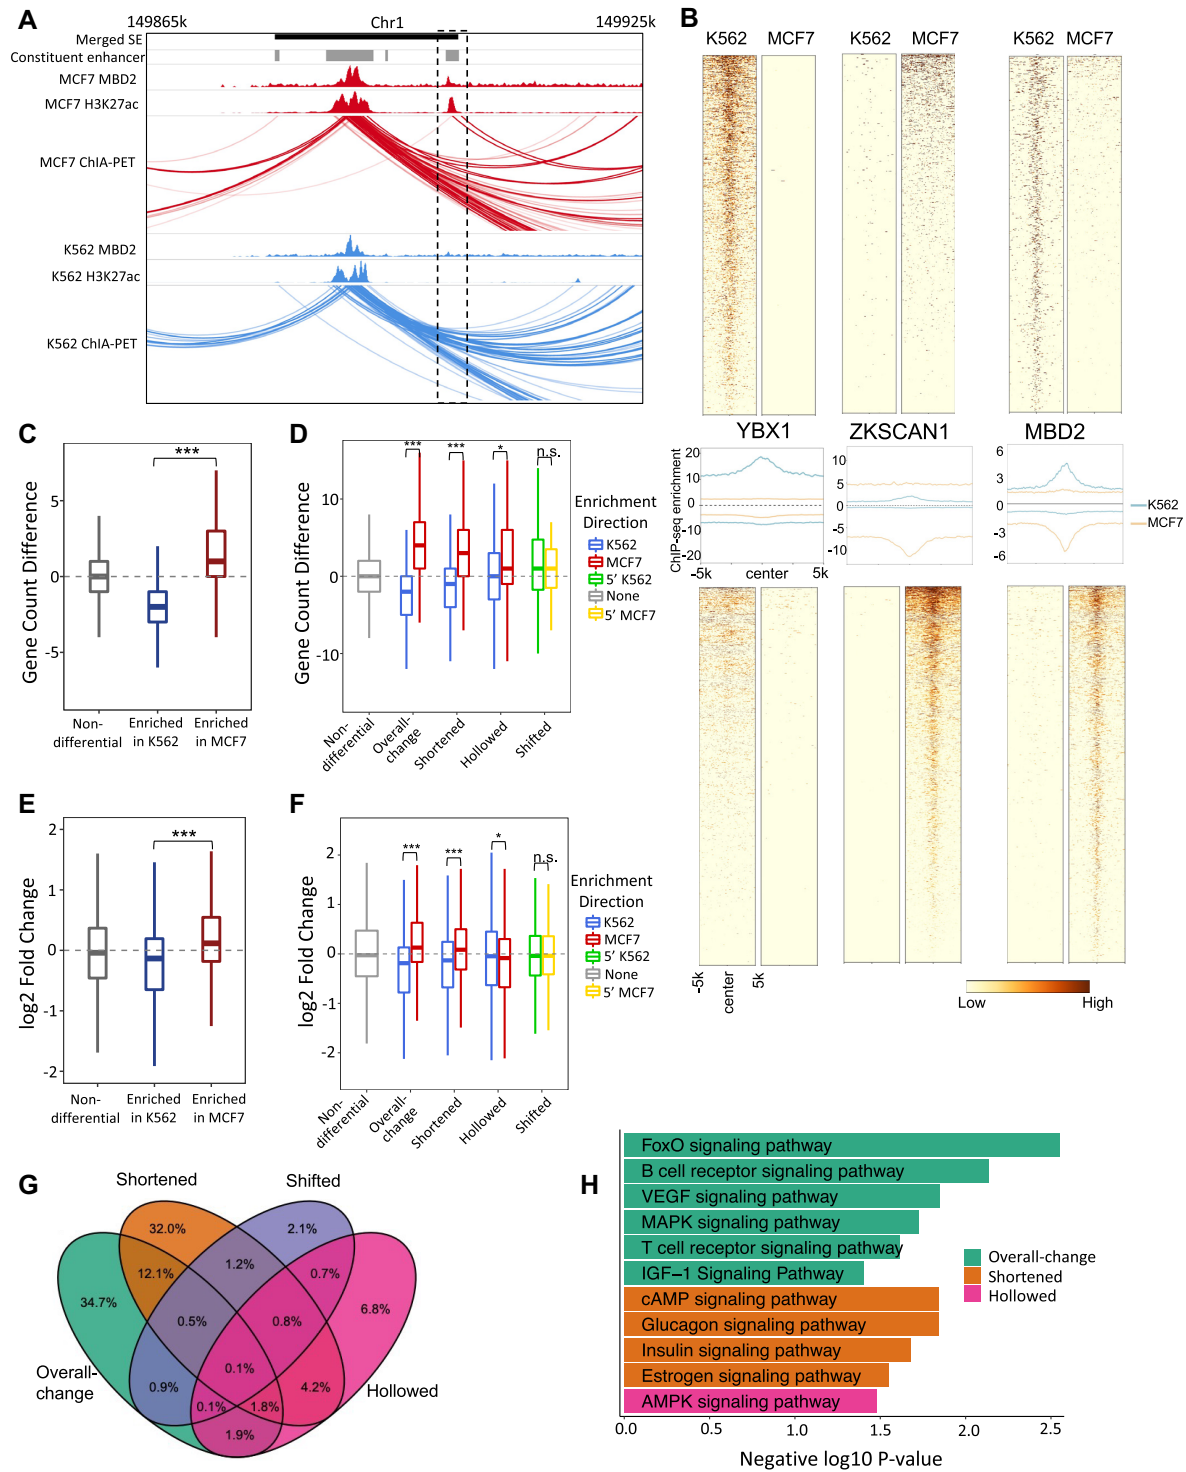 A
149865k
Chr1
149925k
Merged SE
Constituent enhancer
MCF7 MBD2
MCF7 H3K27ac
MCF7 ChIA-PET
K562 MBD2
K562 H3K27ac
K562 ChIA-PET
B
K562 MCF7
K562 MCF7
K562 MCF7
YBX1
ZKSCAN1
MBD2
ChIP-seq enrichment
20
10
0
-10
-20
-5k
center
5k
10
5
0
-5
-10
6
3
0
-3
-6
K562
MCF7
-5k
center
5k
Low
High
C
Gene Count Difference
5
0
-5
***
Non-
differential
Enriched
in K562
Enriched
in MCF7
D
Gene Count Difference
10
0
-10
***
***
*
n.s.
Non-
differential
Overall-
change
Shortened
Hollowed
Shifted
Enrichment
Direction
K562
MCF7
5' K562
None
5' MCF7
E
log2 Fold Change
2
1
0
-1
-2
***
Non-
differential
Enriched
in K562
Enriched
in MCF7
F
log2 Fold Change
2
1
0
-1
-2
***
***
*
n.s.
Non-
differential
Overall-
change
Shortened
Hollowed
Shifted
Enrichment
Direction
K562
MCF7
5' K562
None
5' MCF7
G
Shortened
Shifted
Overall-
change
Hollowed
32.0%
2.1%
12.1%
1.2%
0.7%
34.7%
6.8%
0.5%
0.8%
0.1%
0.9%
4.2%
0.1%
1.8%
1.9%
H
FoxO signaling pathway
B cell receptor signaling pathway
VEGF signaling pathway
MAPK signaling pathway
T cell receptor signaling pathway
IGF−1 Signaling Pathway
cAMP signaling pathway
Glucagon signaling pathway
Insulin signaling pathway
Estrogen signaling pathway
AMPK signaling pathway
Overall-change
Shortened
Hollowed
0.0
0.5
1.0
1.5
2.0
2.5
Negative log10 P-value